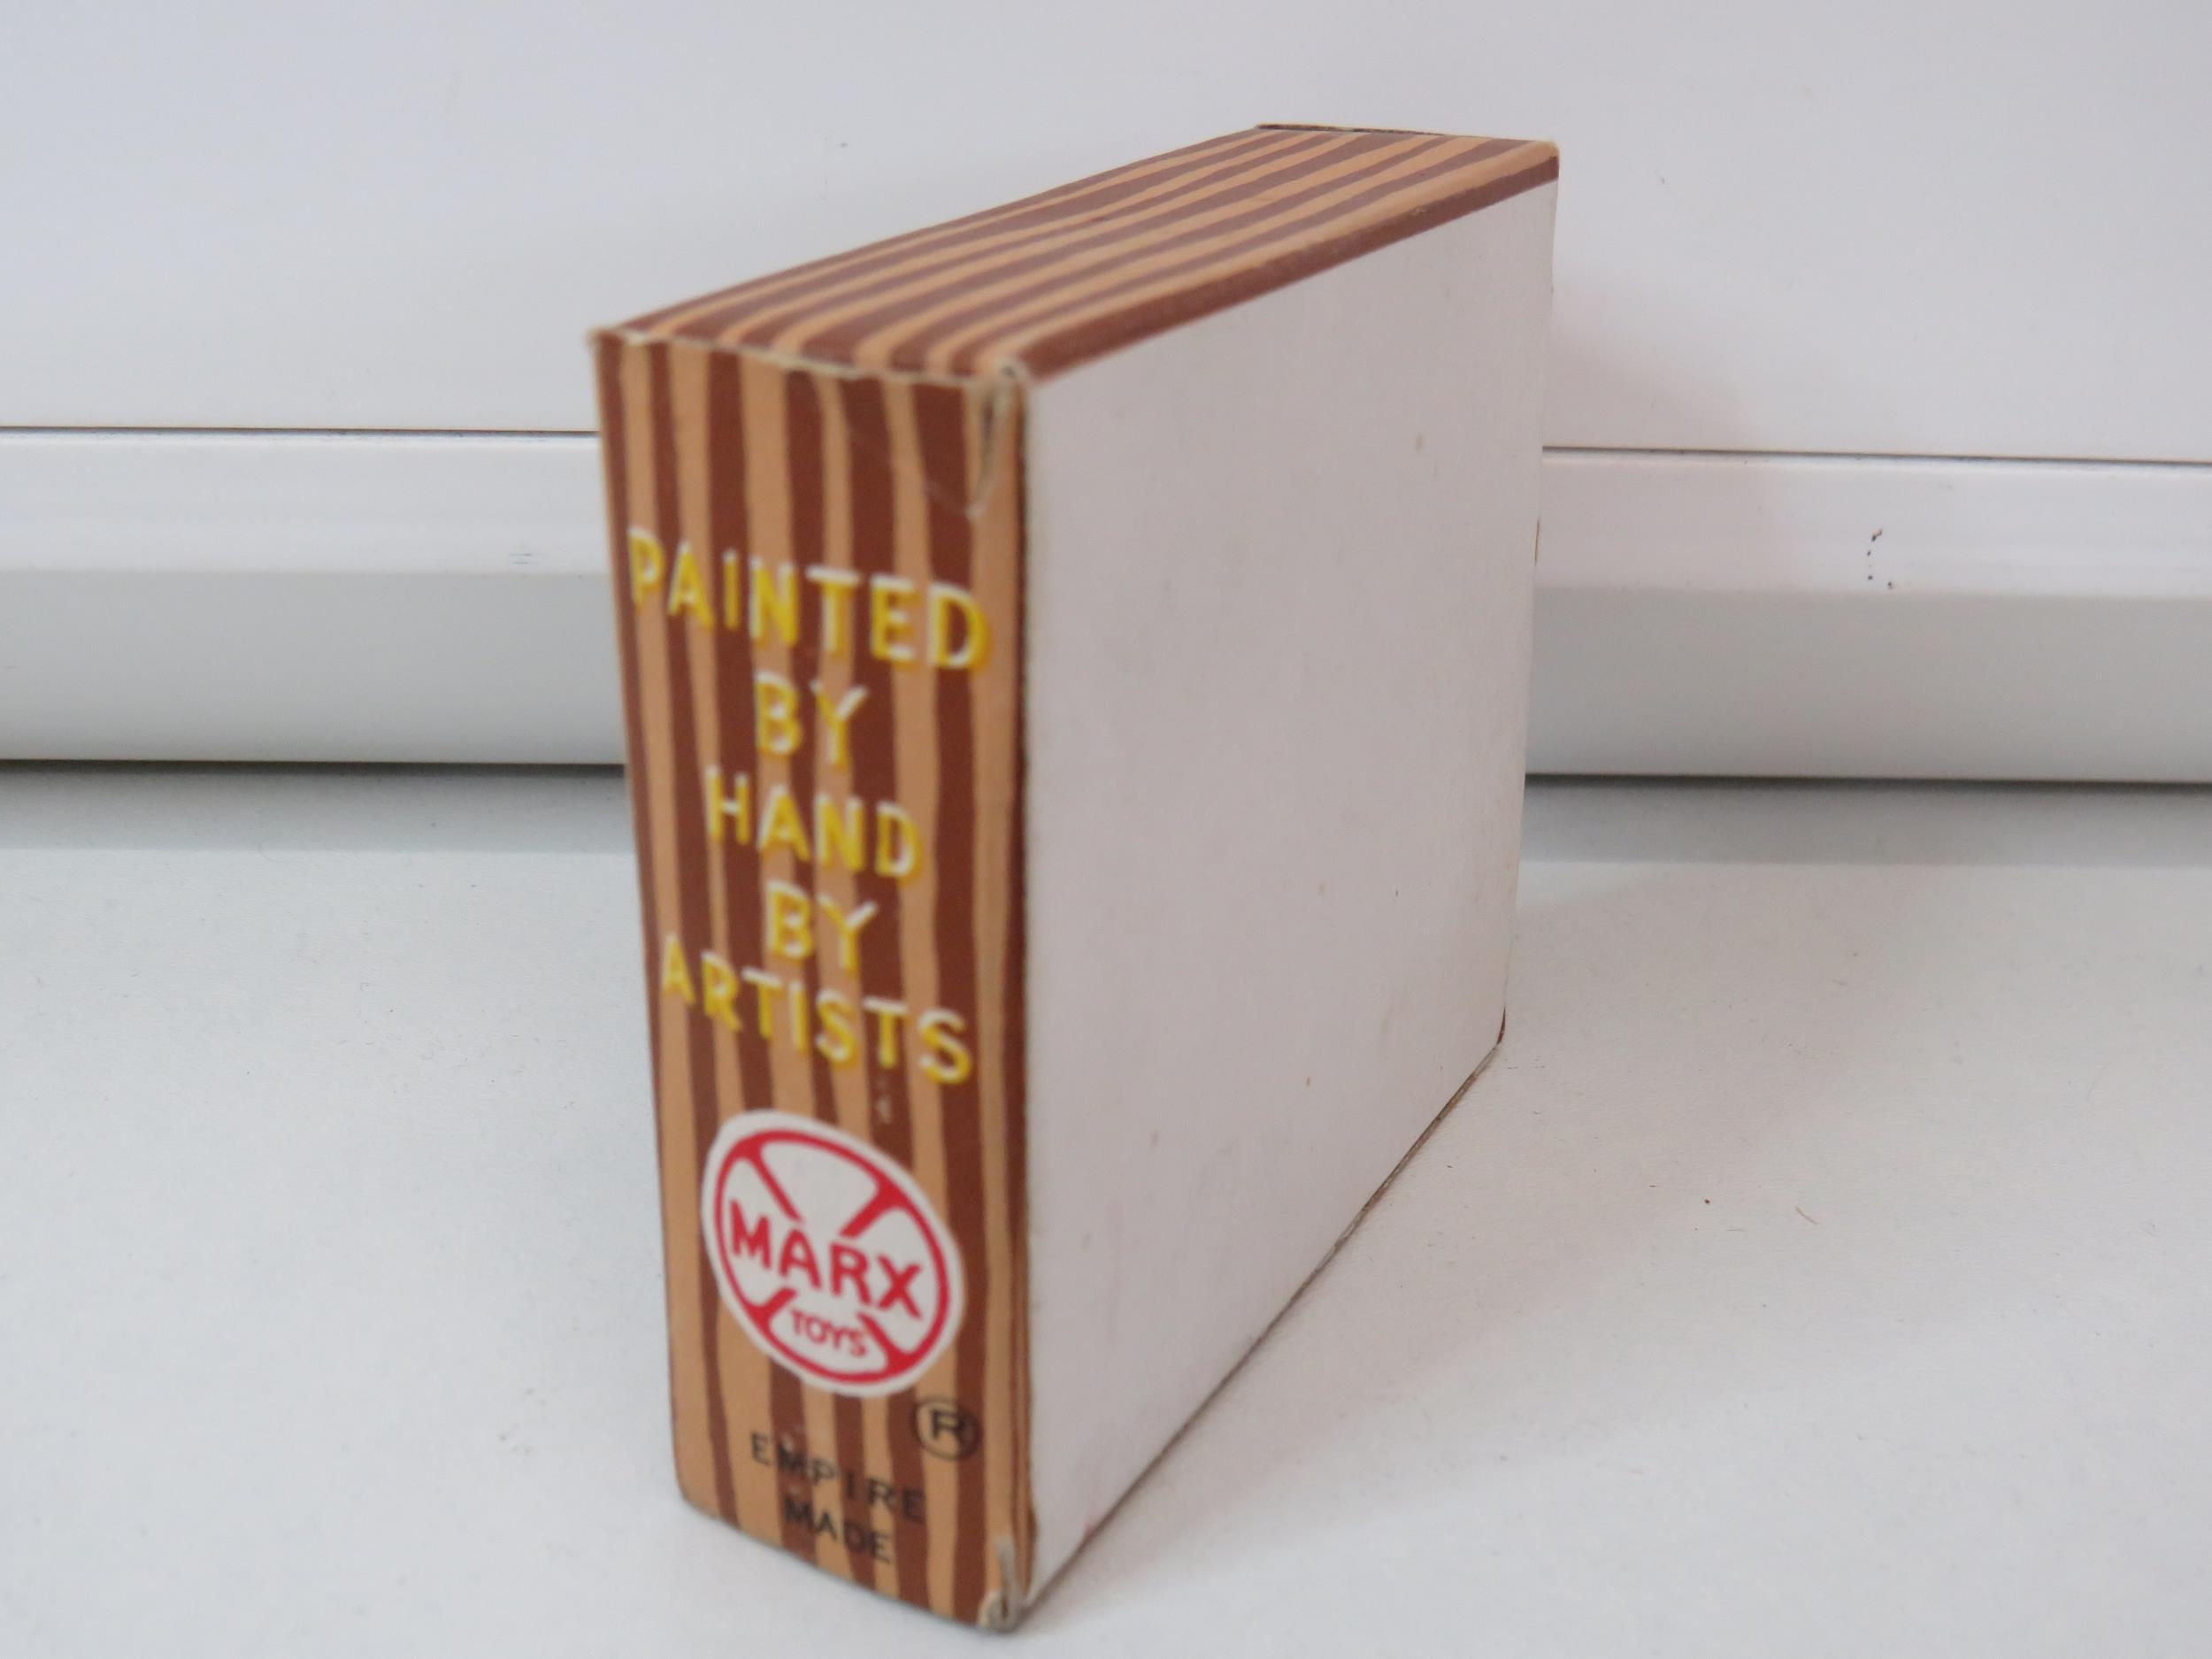 PAINTED
BY
HAND
BY
ARTISTS
MARX
TOYS
®
EMPIRE
MADE